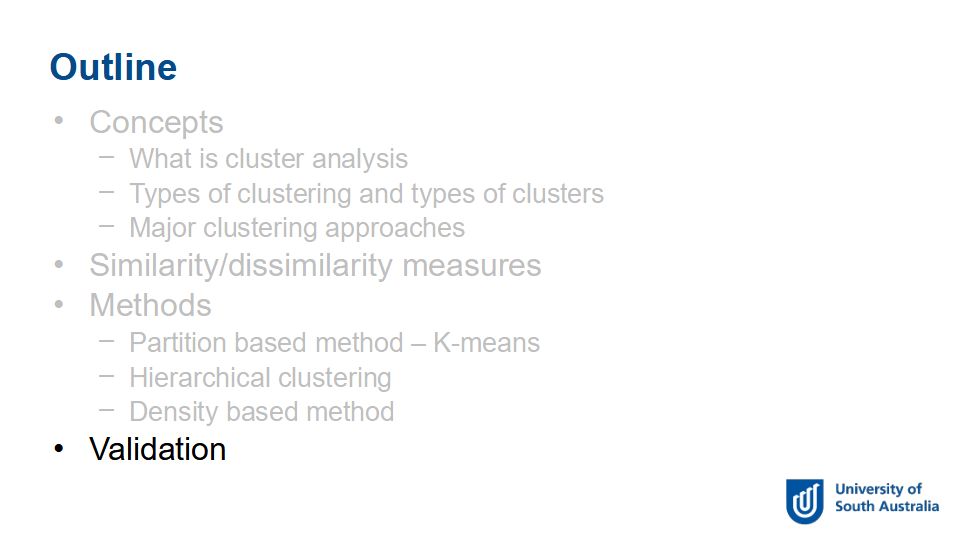 Outline
• Concepts
– What is cluster analysis
– Types of clustering and types of clusters
– Major clustering approaches
• Similarity/dissimilarity measures
• Methods
– Partition based method – K-means
– Hierarchical clustering
– Density based method
• Validation
University of
South Australia